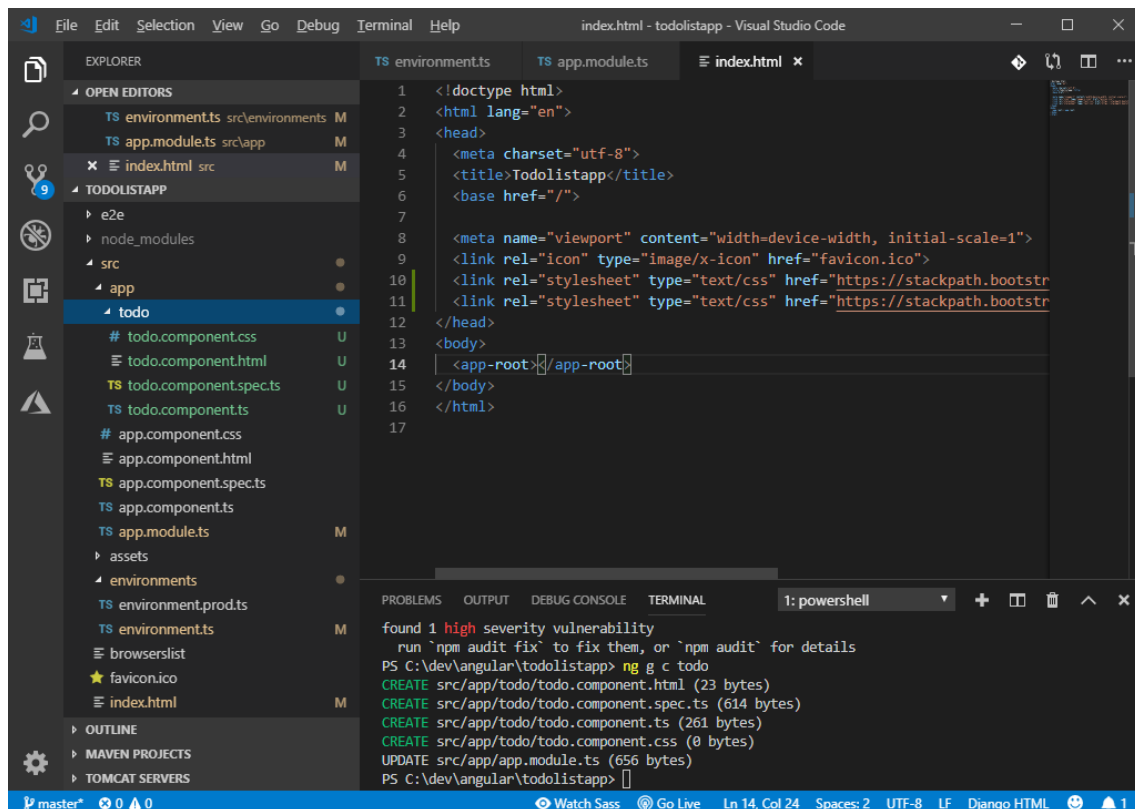 File Edit Selection View Go Debug Terminal Help index.html - todolistapp - Visual Studio Code
EXPLORER
OPEN EDITORS
TS environment.ts src\environments M
TS app.module.ts src\app M
index.html src M
9
TODOLISTAPP
e2e
node_modules
src
app
todo
# todo.component.css U
todo.component.html U
TS todo.component.spec.ts U
TS todo.component.ts U
# app.component.css
app.component.html
TS app.component.spec.ts
TS app.component.ts
TS app.module.ts M
assets
environments
TS environment.prod.ts
TS environment.ts M
browserslist
favicon.ico
index.html M
OUTLINE
MAVEN PROJECTS
TOMCAT SERVERS
TS environment.ts TS app.module.ts index.html
1 <!doctype html>
2 <html lang="en">
3 <head>
4 <meta charset="utf-8">
5 <title>Todolistapp</title>
6 <base href="/">
7
8 <meta name="viewport" content="width=device-width, initial-scale=1">
9 <link rel="icon" type="image/x-icon" href="favicon.ico">
10 <link rel="stylesheet" type="text/css" href="https://stackpath.bootstr
11 <link rel="stylesheet" type="text/css" href="https://stackpath.bootstr
12 </head>
13 <body>
14 <app-root></app-root>
15 </body>
16 </html>
17
PROBLEMS OUTPUT DEBUG CONSOLE TERMINAL 1: powershell
found 1 high severity vulnerability
run `npm audit fix` to fix them, or `npm audit` for details
PS C:\dev\angular\todolistapp> ng g c todo
CREATE src/app/todo/todo.component.html (23 bytes)
CREATE src/app/todo/todo.component.spec.ts (614 bytes)
CREATE src/app/todo/todo.component.ts (261 bytes)
CREATE src/app/todo/todo.component.css (0 bytes)
UPDATE src/app/app.module.ts (656 bytes)
PS C:\dev\angular\todolistapp>
master* 0 0 Watch Sass Go Live Ln 14, Col 24 Spaces: 2 UTF-8 LF Django HTML 1